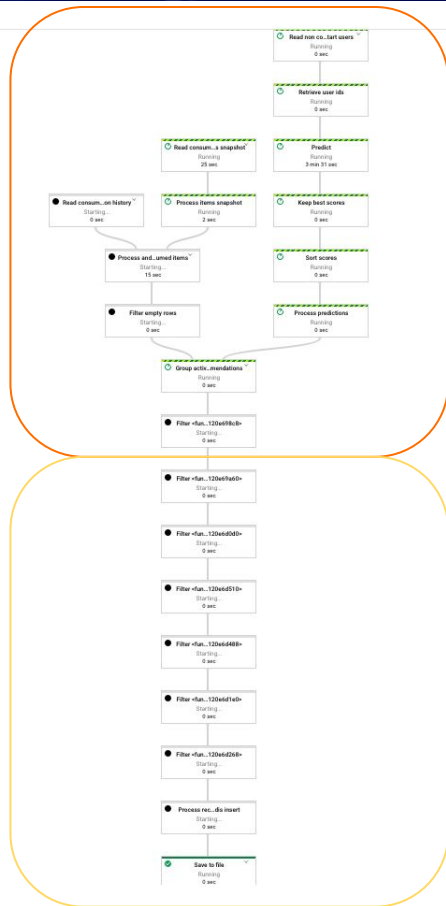 Read non co...tart users
Running
0 sec
Retrieve user ids
Running
0 sec
Read consum...s snapshot
Running
25 sec
Predict
Running
3 min 31 sec
Read consum...on history
Starting...
0 sec
Process items snapshot
Running
2 sec
Keep best scores
Running
0 sec
Process and...umed items
Starting...
15 sec
Sort scores
Running
0 sec
Filter empty rows
Starting...
0 sec
Process predictions
Running
0 sec
Group activ...mendations
Running
0 sec
Filter <fun...120e698c8>
Starting...
0 sec
Filter <fun...120e69a60>
Starting...
0 sec
Filter <fun...120e6d0d0>
Starting...
0 sec
Filter <fun...120e6d510>
Starting...
0 sec
Filter <fun...120e6d488>
Starting...
0 sec
Filter <fun...120e6d1e0>
Starting...
0 sec
Filter <fun...120e6d268>
Starting...
0 sec
Process rec...dis insert
Starting...
0 sec
Save to file
Running
0 sec